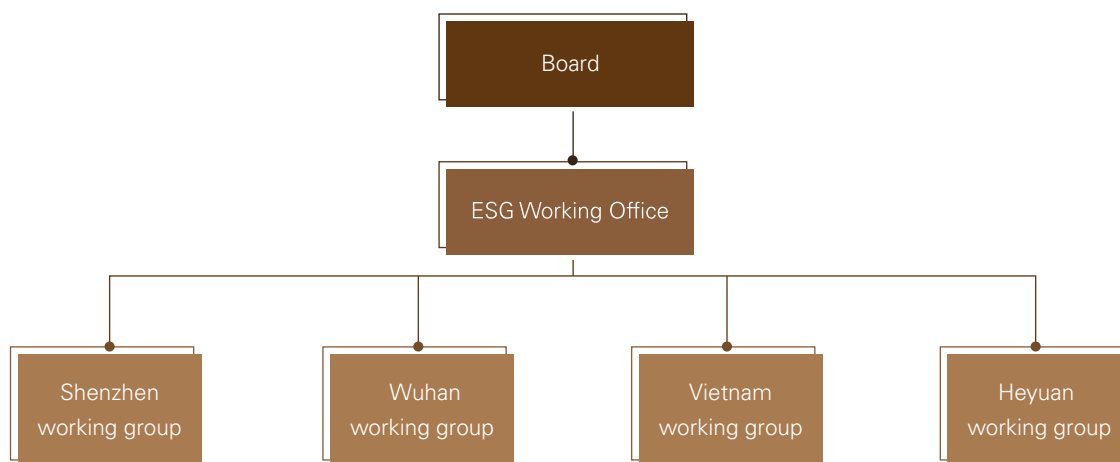 Board
ESG Working Office
Shenzhen
working group
Wuhan
working group
Vietnam
working group
Heyuan
working group